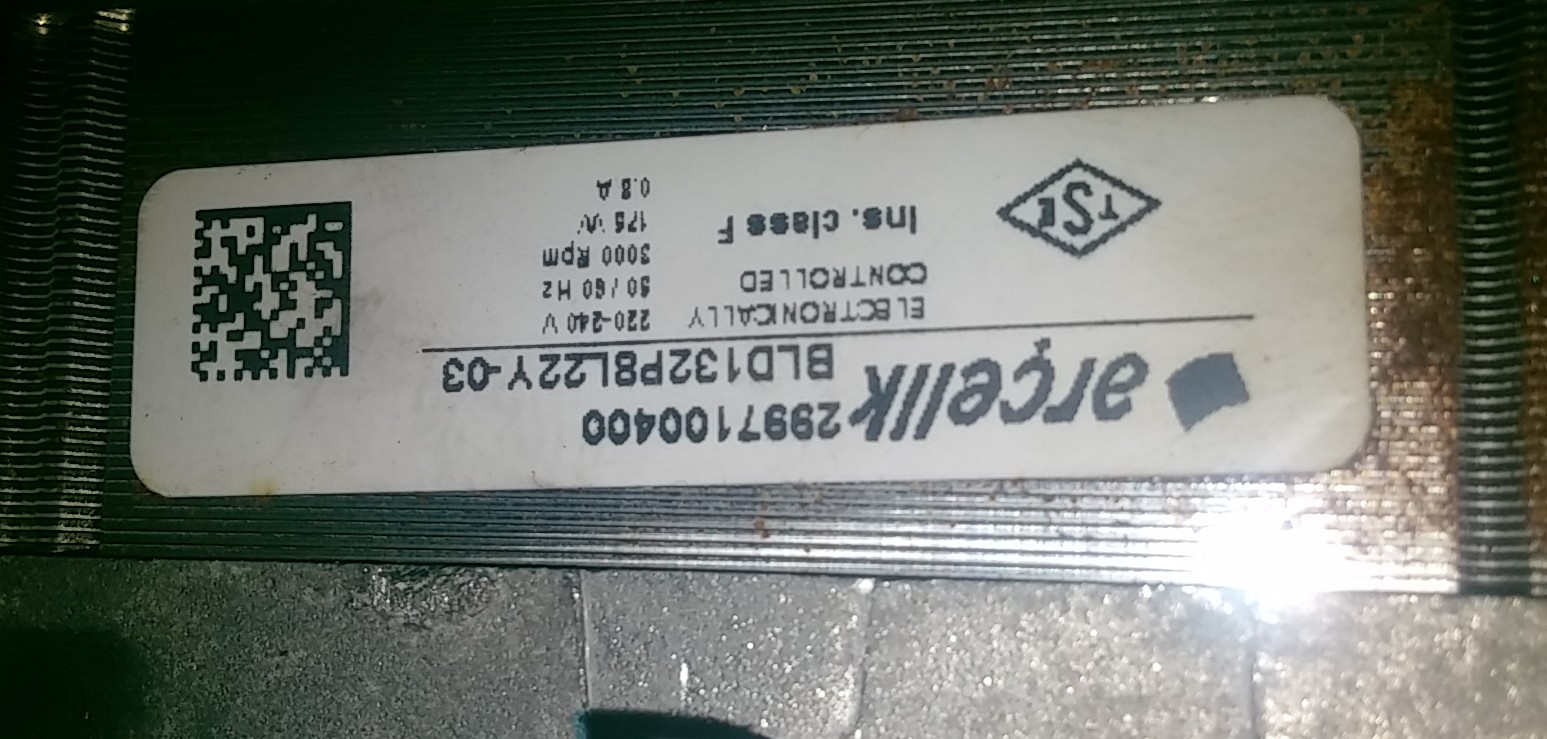 arçelik
2997100400
BLD132P8L22Y-03
ELECTRONICALLY
CONTROLLED
Ins. class F
220-240 V
50/60 Hz
3000 Rpm
175 W
0.8 A
TSE